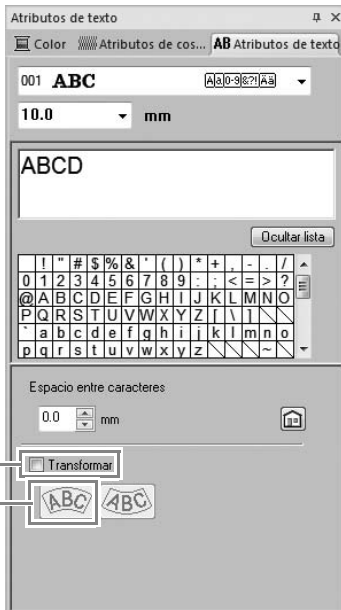 Atributos de texto
Color Atributos de cos... AB Atributos de texto
001 ABC Aa0-9&?!Ää
10.0 mm
ABCD
Ocultar lista
! " # $ % & ' ( ) * + , - . /
0 1 2 3 4 5 6 7 8 9 : ; < = > ?
@ A B C D E F G H I J K L M N O
P Q R S T U V W X Y Z [ \ ]
` a b c d e f g h i j k l m n o
p q r s t u v w x y z ~
Espacio entre caracteres
0.0 mm
Transformar
ABC ABC